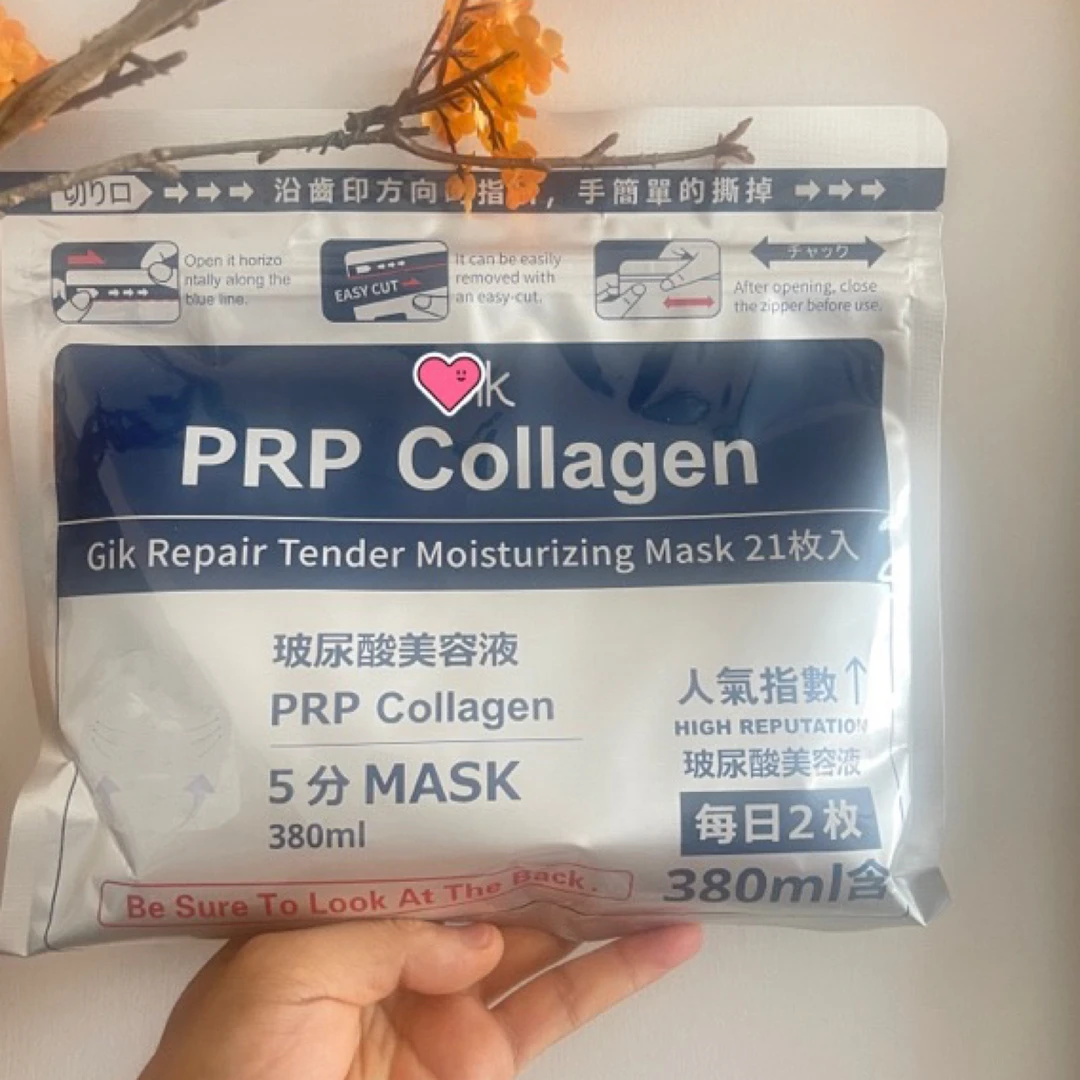 切り口 沿齒印方向 指 , 手簡單的撕掉
Open it horizo
ntally along the
blue line.
EASY CUT
It can be easily
removed with
an easy-cut.
チャック
After opening, close
the zipper before use.
ik
PRP Collagen
Gik Repair Tender Moisturizing Mask 21枚入
玻尿酸美容液
PRP Collagen
5分 MASK
380ml
人氣指數↑
HIGH REPUTATION
玻尿酸美容液
每日2枚
380ml含
Be Sure To Look At The Back.